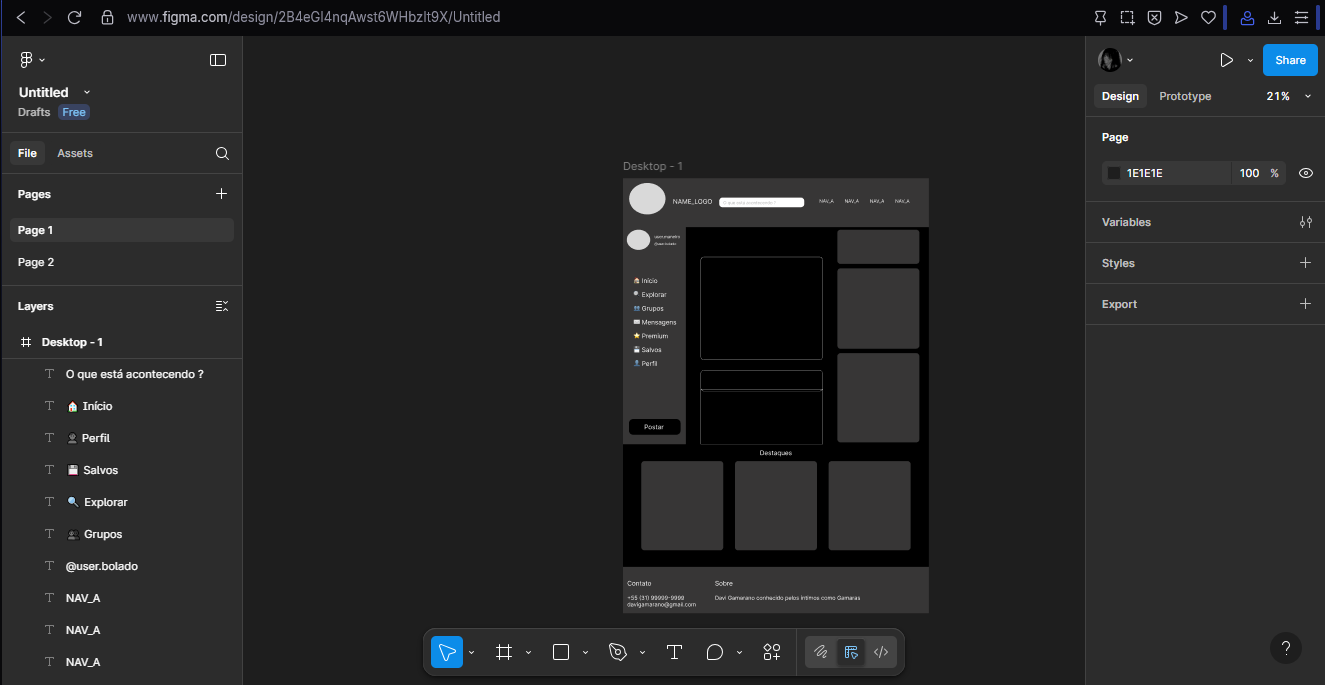 www.figma.com/design/2B4eGI4nqAwst6WHbzlt9X/Untitled
Untitled
Drafts Free
File Assets
Pages
Page 1
Page 2
Layers
Desktop - 1
O que está acontecendo ?
🏠 Início
👤 Perfil
💾 Salvos
🔍 Explorar
👥 Grupos
@user.bolado
NAV_A
NAV_A
NAV_A
Desktop - 1
NAME_LOGO
O que está acontecendo ?
NAV_A NAV_A NAV_A NAV_A
@user.bolado
🏠 Início
🔍 Explorar
👥 Grupos
Mensagens
⭐ Premium
💾 Salvos
👤 Perfil
Postar
Destaques
Contato
+55 (31) 99999-9999
davigamarano@gmail.com
Sobre
Davi Gamarano conhecido pelos íntimos como Gamaras
Share
Design Prototype 21%
Page
1E1E1E 100 %
Variables
Styles
Export
?